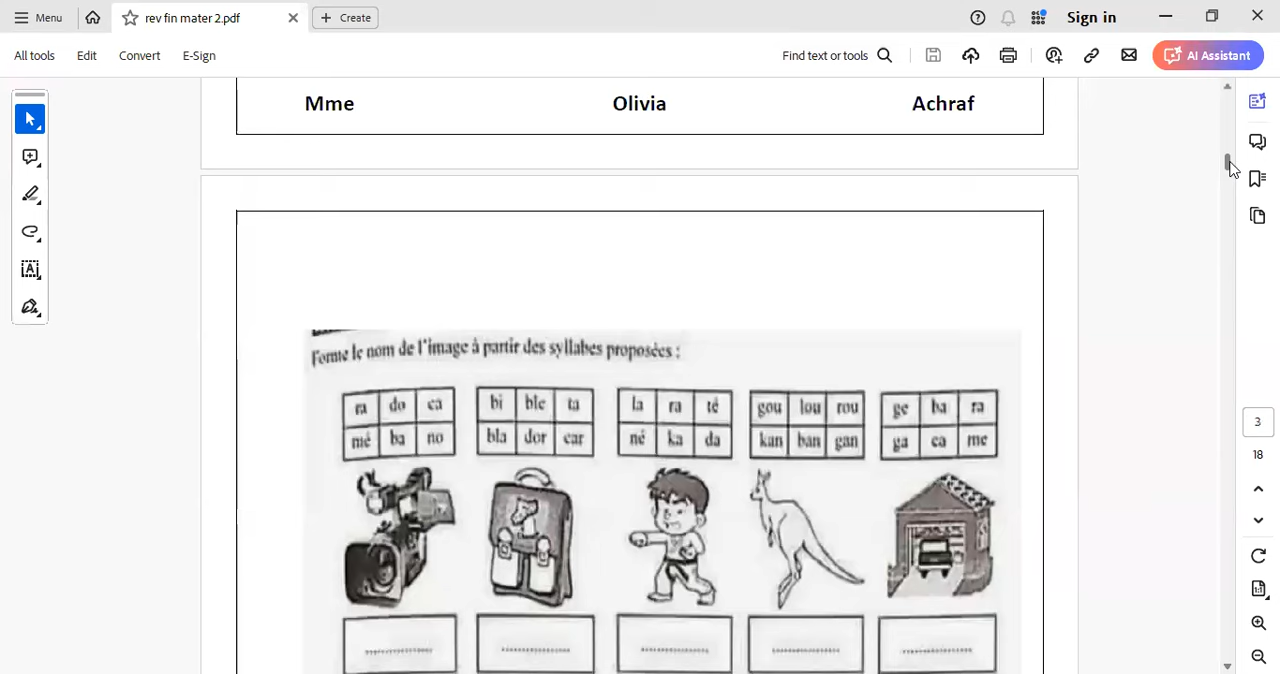 Menu
rev fin mater 2.pdf
Create
Sign in
All tools Edit Convert E-Sign
Find text or tools
AI Assistant
Mme Olivia Achraf
Forme le nom de l'image à partir des syllabes proposées :
ra do ca bi ble ta la ra té gou lou rou ge ba ra
mé ba no bla dor car né ka da kan ban gan ga ca me
3
18